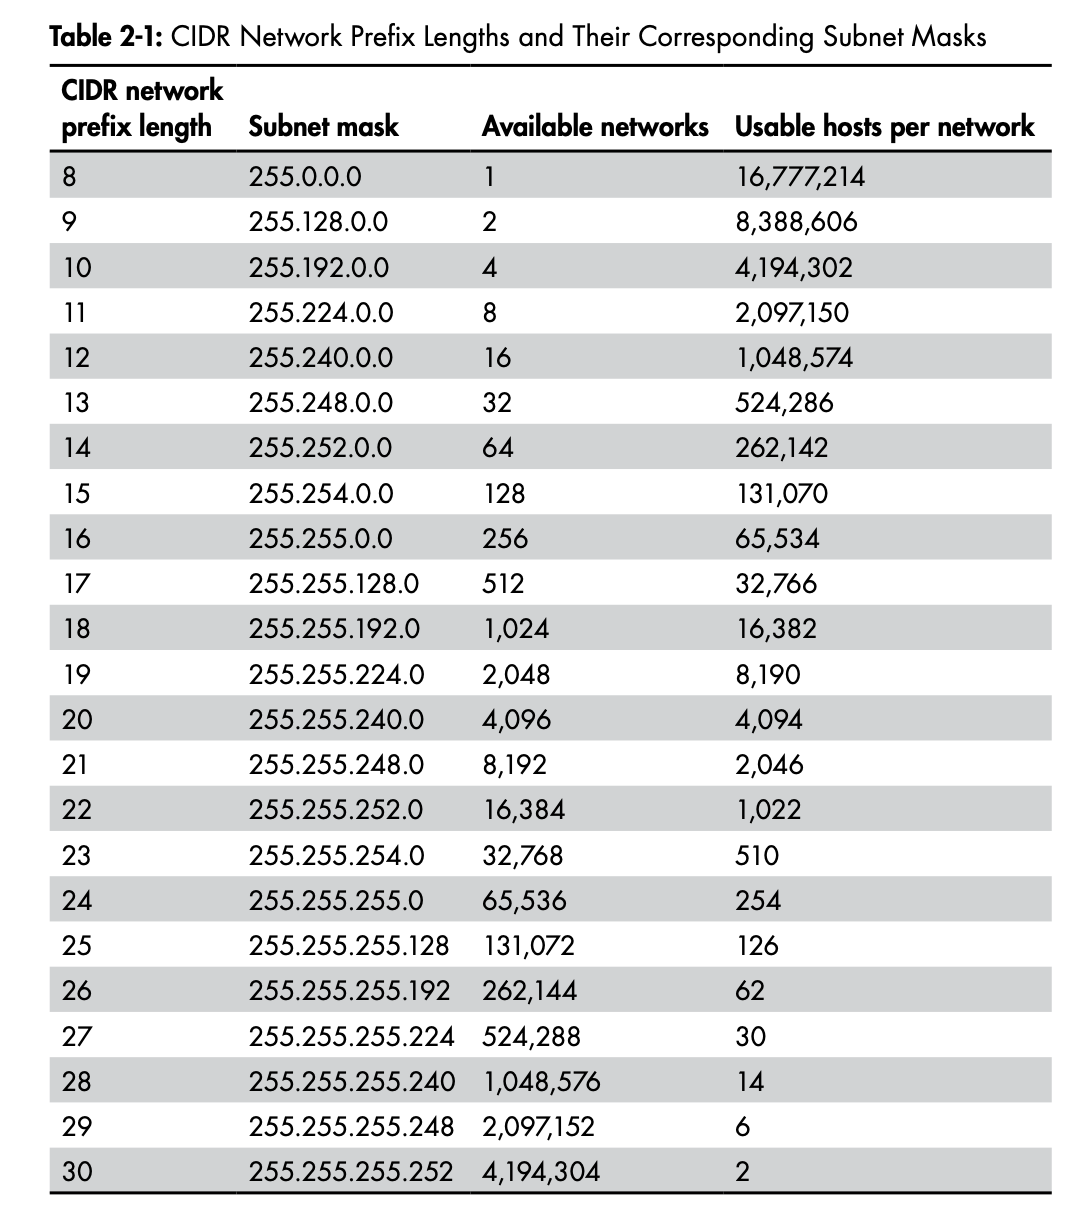 Table 2-1: CIDR Network Prefix Lengths and Their Corresponding Subnet Masks
CIDR network
prefix length Subnet mask Available networks Usable hosts per network
8 255.0.0.0 1 16,777,214
9 255.128.0.0 2 8,388,606
10 255.192.0.0 4 4,194,302
11 255.224.0.0 8 2,097,150
12 255.240.0.0 16 1,048,574
13 255.248.0.0 32 524,286
14 255.252.0.0 64 262,142
15 255.254.0.0 128 131,070
16 255.255.0.0 256 65,534
17 255.255.128.0 512 32,766
18 255.255.192.0 1,024 16,382
19 255.255.224.0 2,048 8,190
20 255.255.240.0 4,096 4,094
21 255.255.248.0 8,192 2,046
22 255.255.252.0 16,384 1,022
23 255.255.254.0 32,768 510
24 255.255.255.0 65,536 254
25 255.255.255.128 131,072 126
26 255.255.255.192 262,144 62
27 255.255.255.224 524,288 30
28 255.255.255.240 1,048,576 14
29 255.255.255.248 2,097,152 6
30 255.255.255.252 4,194,304 2